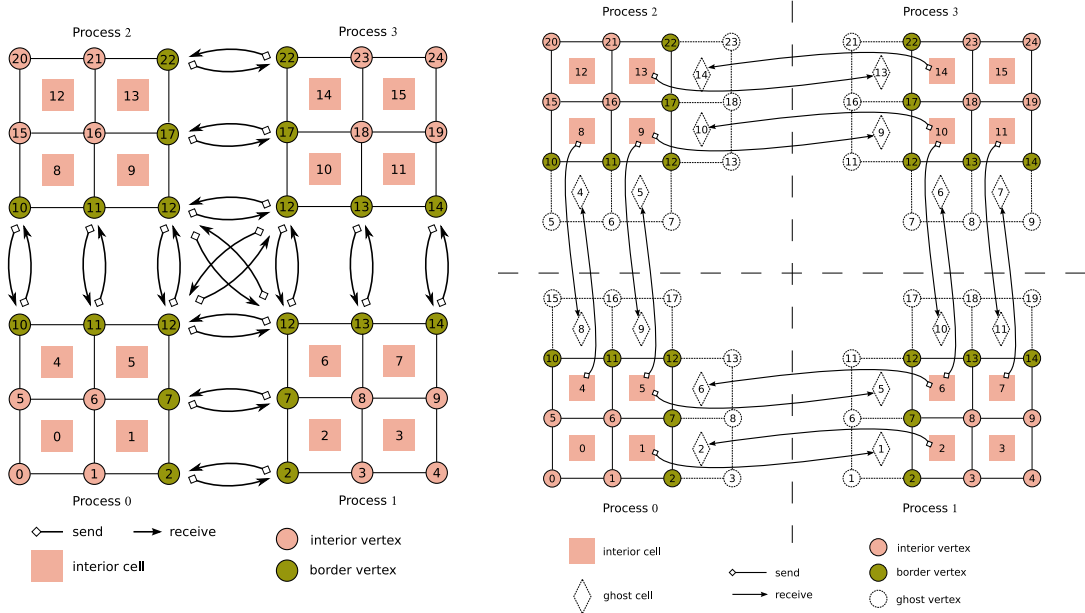 Process 2 Process 3
20 21 22 22 23 24
12 13 14 15
15 16 17 17 18 19
8 9 10 11
10 11 12 12 13 14
10 11 12 12 13 14
4 5 6 7
5 6 7 7 8 9
0 1 2 3
0 1 2 2 3 4
Process 0 Process 1
send receive
interior cell
interior vertex
border vertex
Process 2 Process 3
20 21 22 23 21 22 23 24
12 13 14 13 14 15
15 16 17 18 16 17 18 19
8 9 10 9 10 11
10 11 12 13 11 12 13 14
4 5 6 7
5 6 7 7 8 9
15 16 17 17 18 19
8 9 10 11
10 11 12 13 11 12 13 14
4 5 6 5 6 7
5 6 7 8 6 7 8 9
0 1 2 1 2 3
0 1 2 3 1 2 3 4
Process 0 Process 1
interior cell
ghost cell
send
receive
interior vertex
border vertex
ghost vertex